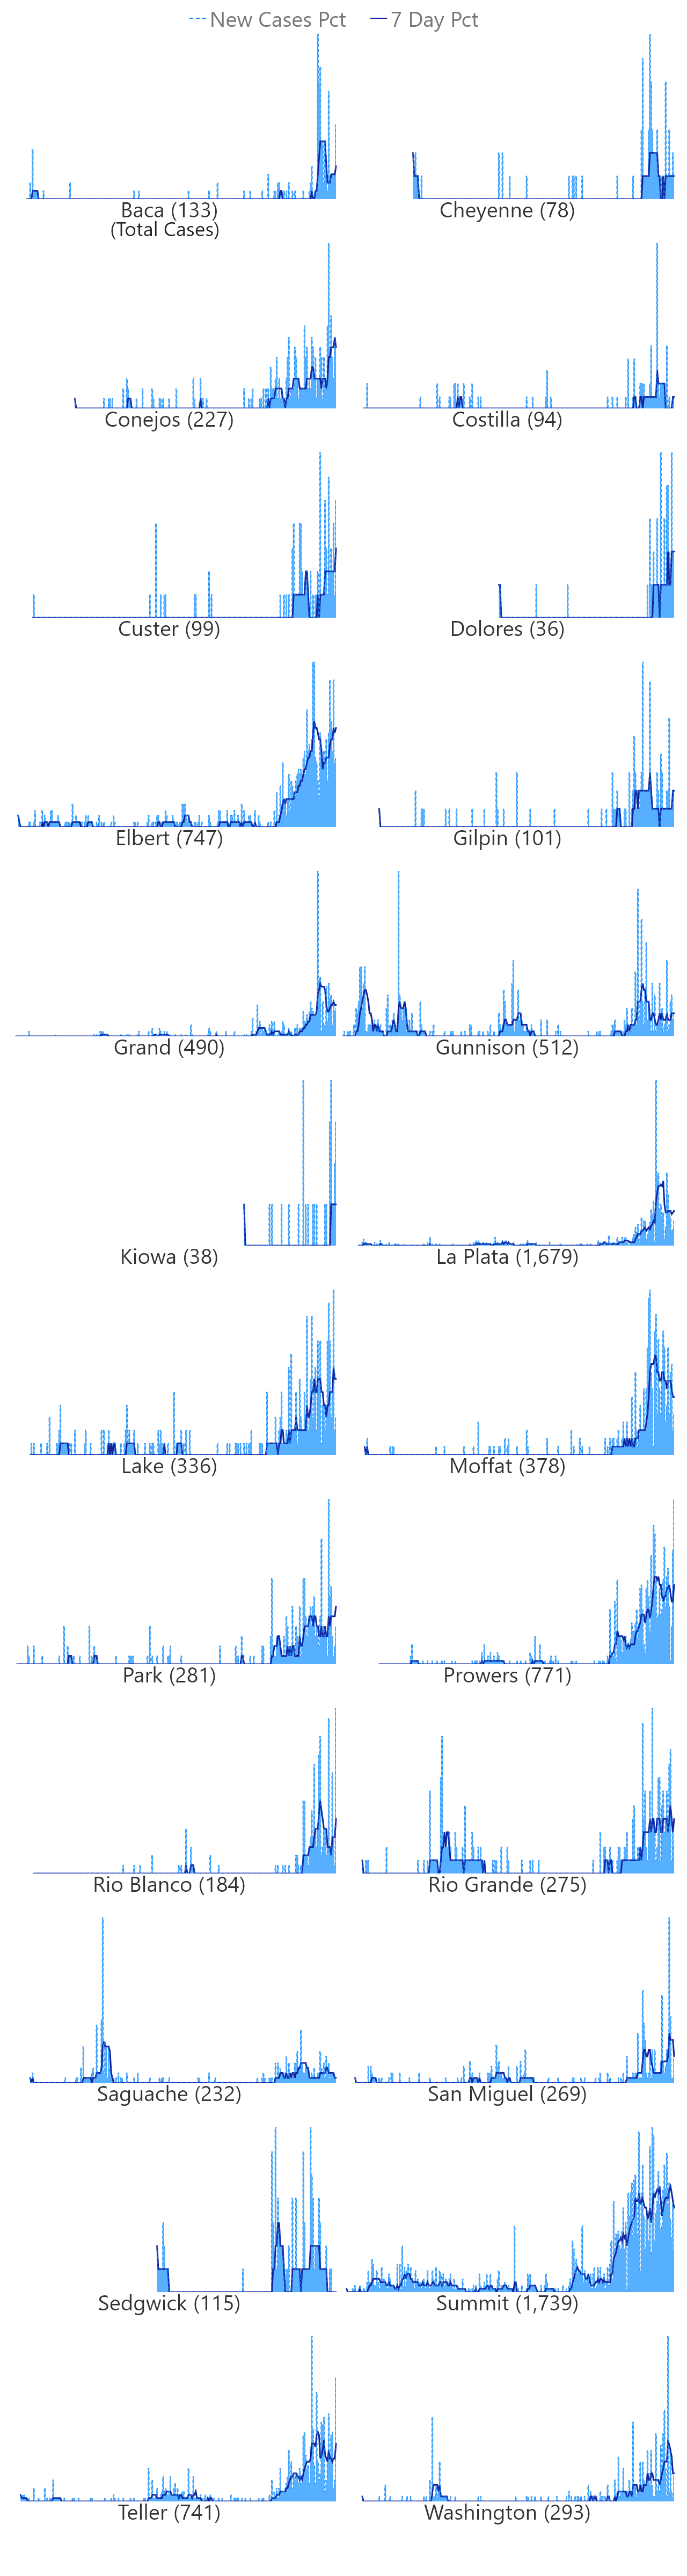 New Cases Pct 7 Day Pct
Baca (133) Cheyenne (78)
(Total Cases)
Conejos (227) Costilla (94)
Custer (99) Dolores (36)
Elbert (747) Gilpin (101)
Grand (490) Gunnison (512)
Kiowa (38) La Plata (1,679)
Lake (336) Moffat (378)
Park (281) Prowers (771)
Rio Blanco (184) Rio Grande (275)
Saguache (232) San Miguel (269)
Sedgwick (115) Summit (1,739)
Teller (741) Washington (293)